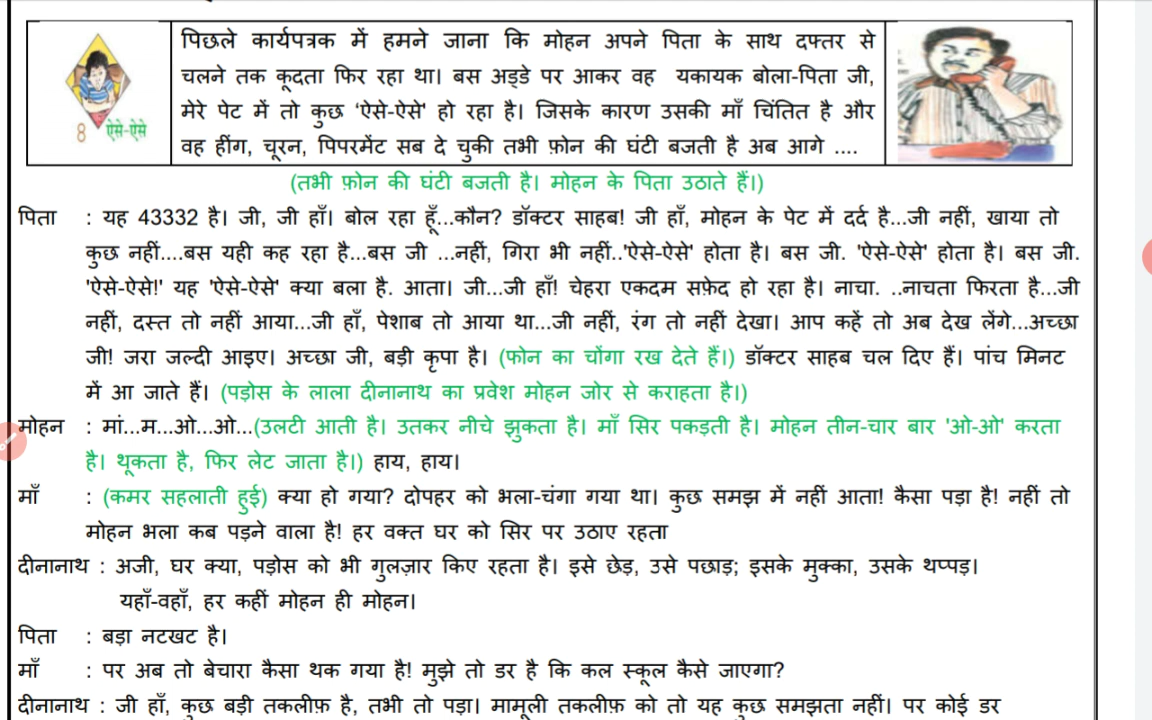 पिछले कार्यपत्रक में हमने जाना कि मोहन अपने पिता के साथ दफ्तर से
चलने तक कूदता फिर रहा था। बस अड्डे पर आकर वह यकायक बोला-पिता जी,
मेरे पेट में तो कुछ 'ऐसे-ऐसे' हो रहा है। जिसके कारण उसकी माँ चिंतित है और
वह हींग, चूरन, पिपरमेंट सब दे चुकी तभी फ़ोन की घंटी बजती है अब आगे ....
8 ऐसे-ऐसे
(तभी फ़ोन की घंटी बजती है। मोहन के पिता उठाते हैं।)
पिता : यह 43332 है। जी, जी हाँ। बोल रहा हूँ...कौन? डॉक्टर साहब! जी हाँ, मोहन के पेट में दर्द है...जी नहीं, खाया तो
कुछ नहीं....बस यही कह रहा है...बस जी ...नहीं, गिरा भी नहीं..'ऐसे-ऐसे' होता है। बस जी. 'ऐसे-ऐसे' होता है। बस जी.
'ऐसे-ऐसे!' यह 'ऐसे-ऐसे' क्या बला है. आता। जी...जी हाँ! चेहरा एकदम सफ़ेद हो रहा है। नाचा. ..नाचता फिरता है...जी
नहीं, दस्त तो नहीं आया...जी हाँ, पेशाब तो आया था...जी नहीं, रंग तो नहीं देखा। आप कहें तो अब देख लेंगे...अच्छा
जी! जरा जल्दी आइए। अच्छा जी, बड़ी कृपा है। (फोन का चोंगा रख देते हैं।) डॉक्टर साहब चल दिए हैं। पांच मिनट
में आ जाते हैं। (पड़ोस के लाला दीनानाथ का प्रवेश मोहन जोर से कराहता है।)
मोहन : मां...म...ओ...ओ...(उलटी आती है। उतकर नीचे झुकता है। माँ सिर पकड़ती है। मोहन तीन-चार बार 'ओ-ओ' करता
है। थूकता है, फिर लेट जाता है।) हाय, हाय।
माँ : (कमर सहलाती हुई) क्या हो गया? दोपहर को भला-चंगा गया था। कुछ समझ में नहीं आता! कैसा पड़ा है! नहीं तो
मोहन भला कब पड़ने वाला है! हर वक्त घर को सिर पर उठाए रहता
दीनानाथ : अजी, घर क्या, पड़ोस को भी गुलज़ार किए रहता है। इसे छेड़, उसे पछाड़; इसके मुक्का, उसके थप्पड़।
यहाँ-वहाँ, हर कहीं मोहन ही मोहन।
पिता : बड़ा नटखट है।
माँ : पर अब तो बेचारा कैसा थक गया है! मुझे तो डर है कि कल स्कूल कैसे जाएगा?
दीनानाथ : जी हाँ, कुछ बड़ी तकलीफ़ है, तभी तो पड़ा। मामूली तकलीफ़ को तो यह कुछ समझता नहीं। पर कोई डर